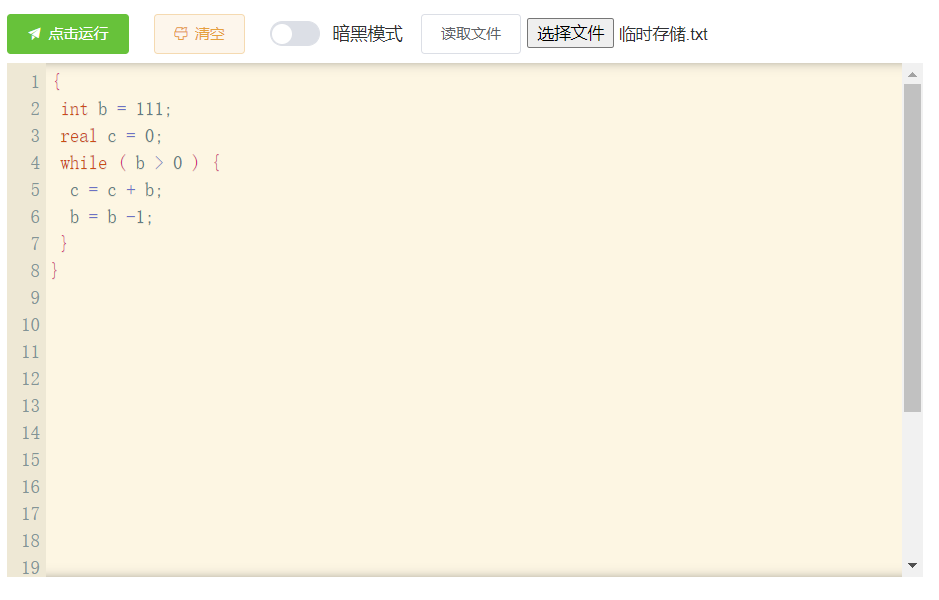 点击运行 清空 暗黑模式 读取文件 选择文件 临时存储.txt
1 {
2 int b = 111;
3 real c = 0;
4 while ( b > 0 ) {
5 c = c + b;
6 b = b -1;
7 }
8 }
9
10
11
12
13
14
15
16
17
18
19